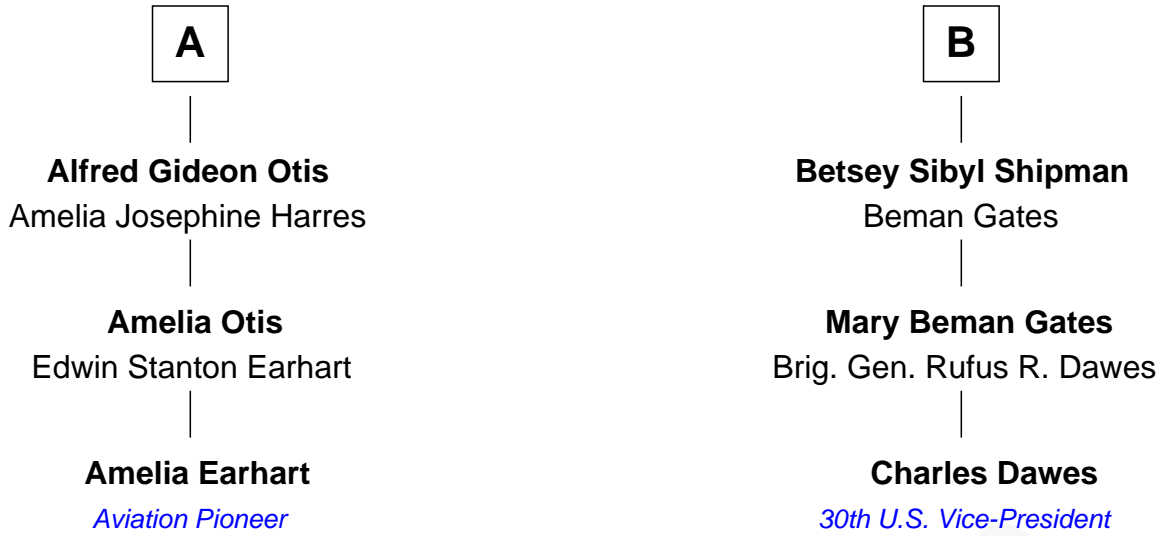 A
Alfred Gideon Otis
Amelia Josephine Harres
Amelia Otis
Edwin Stanton Earhart
Amelia Earhart
Aviation Pioneer
B
Betsey Sibyl Shipman
Beman Gates
Mary Beman Gates
Brig. Gen. Rufus R. Dawes
Charles Dawes
30th U.S. Vice-President